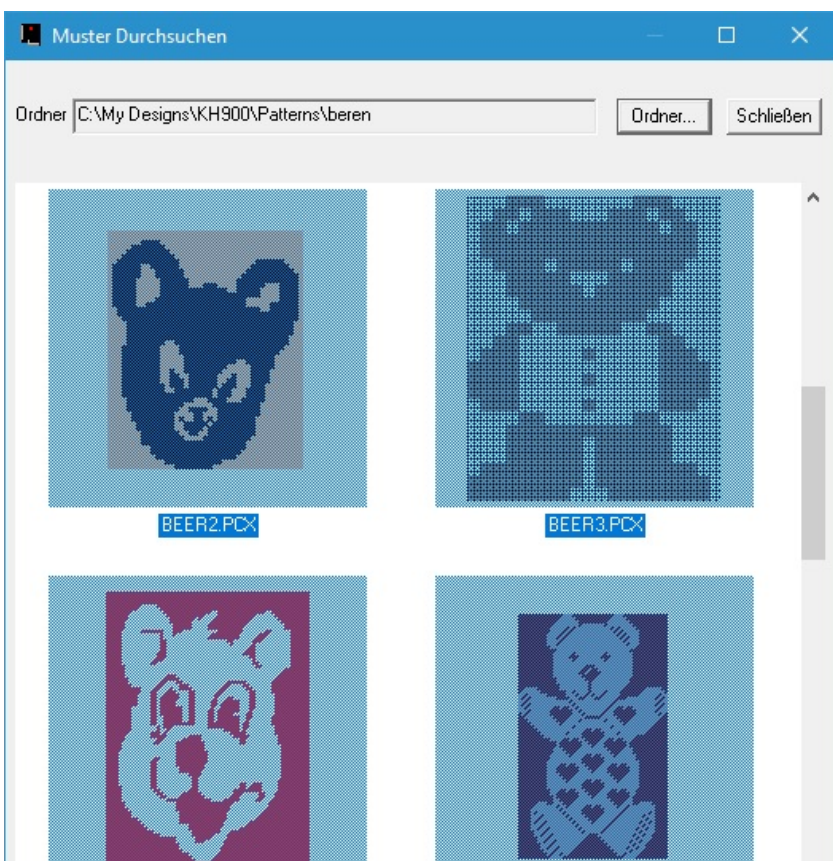 Muster Durchsuchen
Ordner C:\My Designs\KH900\Patterns\beren Ordner... Schließen
BEER2.PCX BEER3.PCX